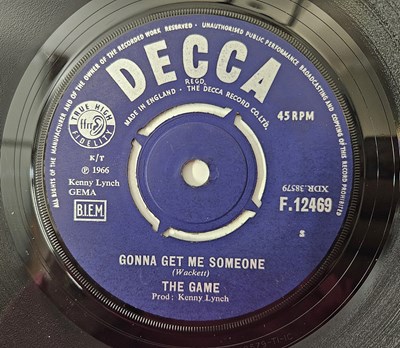 ALL RIGHTS OF THE MANUFACTURER AND OF THE OWNER OF THE RECORDED WORK RESERVED - UNAUTHORISED PUBLIC PERFORMANCE BROADCASTING AND COPYING OF THIS RECORD PROHIBITED
DECCA
REGD.
MADE IN ENGLAND. THE DECCA RECORD CO. LTD.
TRUE HIGH
ffrr
FIDELITY
45 RPM
K/T
℗ 1966
Kenny Lynch
GEMA
B.I.E.M.
XDR.38579
F.12469
S
GONNA GET ME SOMEONE
(Wackett)
THE GAME
Prod: Kenny Lynch